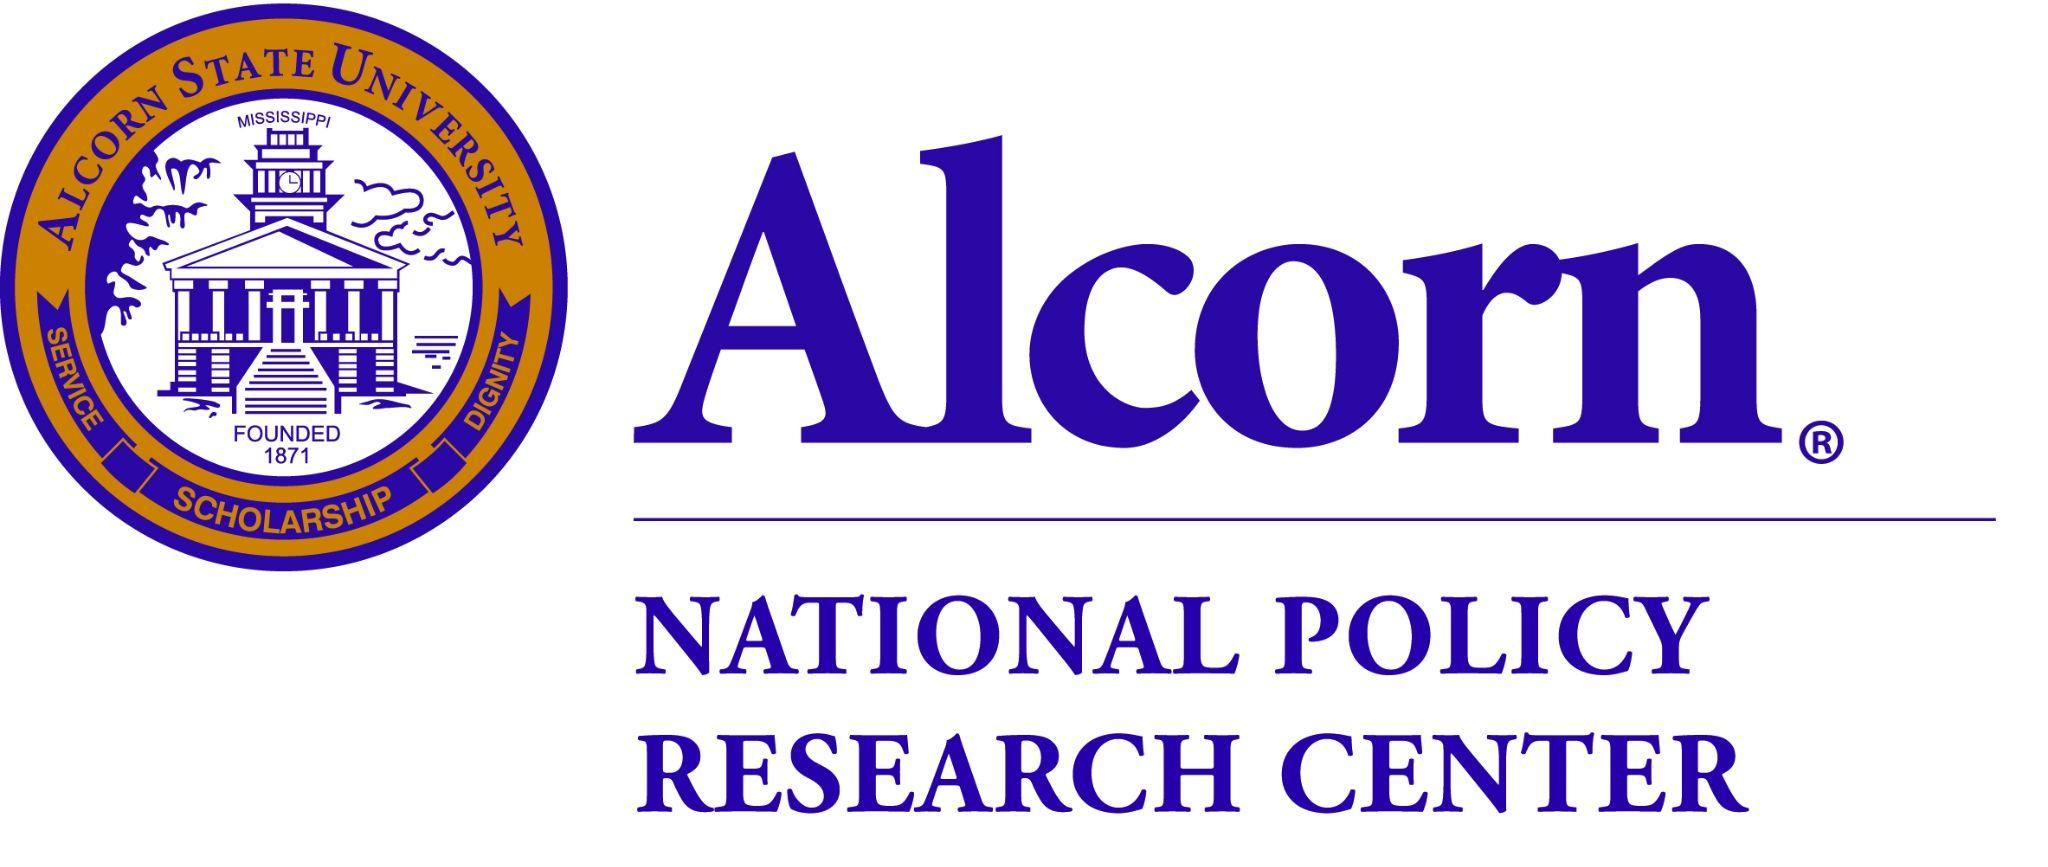 ALCORN STATE UNIVERSITY
MISSISSIPPI
FOUNDED
1871
SERVICE
SCHOLARSHIP
DIGNITY
Alcorn®
NATIONAL POLICY
RESEARCH CENTER